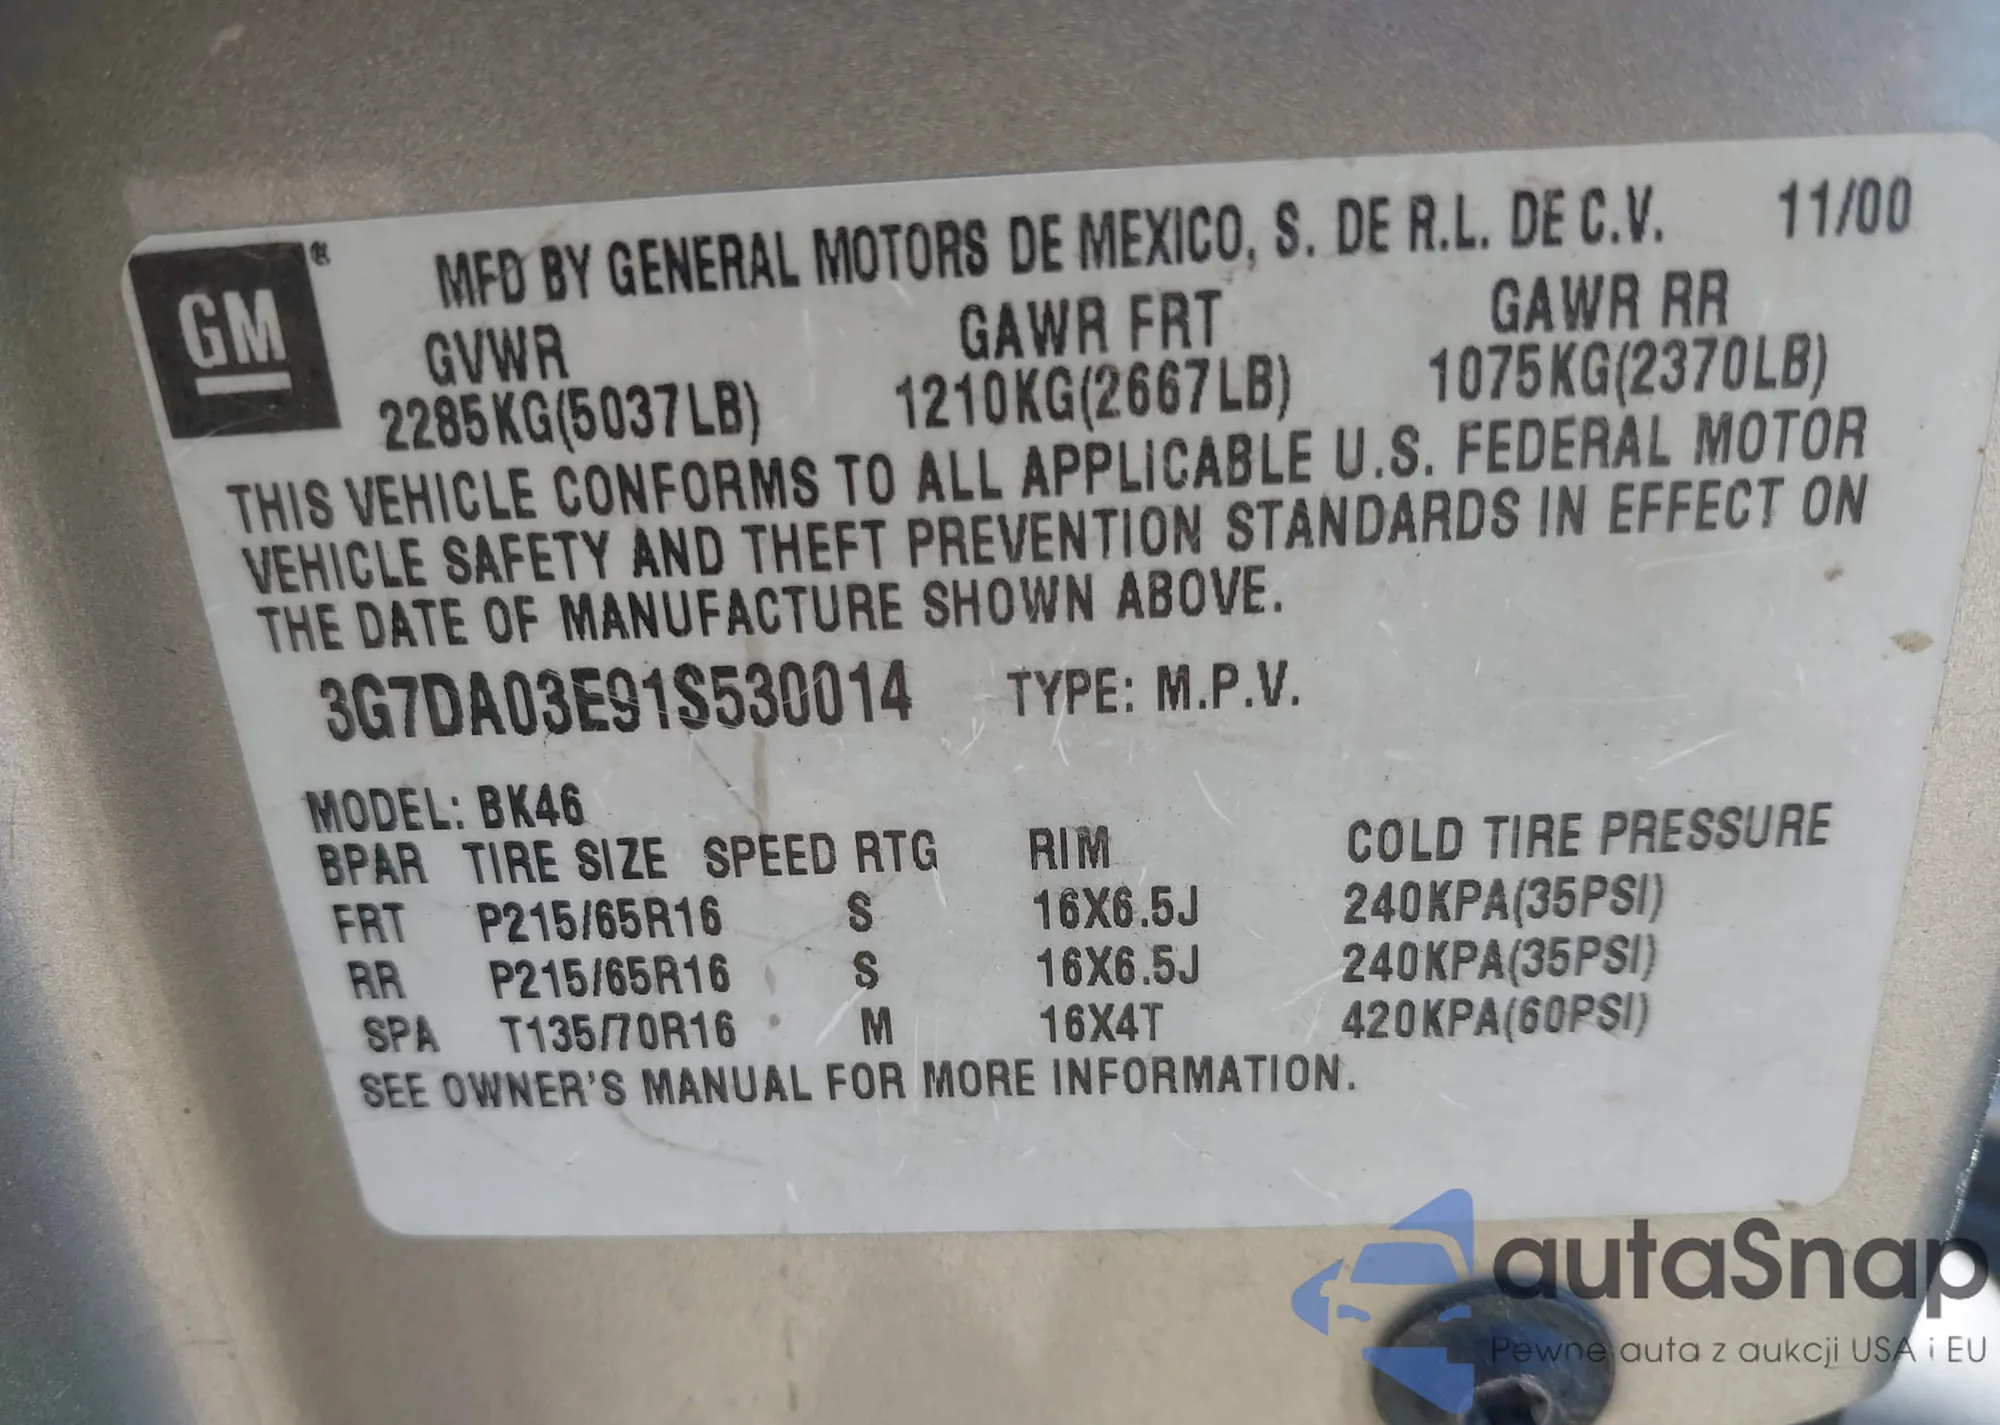 GM ®
MFD BY GENERAL MOTORS DE MEXICO, S. DE R.L. DE C.V. 11/00
GVWR GAWR FRT GAWR RR
2285KG(5037LB) 1210KG(2667LB) 1075KG(2370LB)
THIS VEHICLE CONFORMS TO ALL APPLICABLE U.S. FEDERAL MOTOR
VEHICLE SAFETY AND THEFT PREVENTION STANDARDS IN EFFECT ON
THE DATE OF MANUFACTURE SHOWN ABOVE.
3G7DA03E91S530014 TYPE: M.P.V.
MODEL: BK46
BPAR TIRE SIZE SPEED RTG RIM COLD TIRE PRESSURE
FRT P215/65R16 S 16X6.5J 240KPA(35PSI)
RR P215/65R16 S 16X6.5J 240KPA(35PSI)
SPA T135/70R16 M 16X4T 420KPA(60PSI)
SEE OWNER'S MANUAL FOR MORE INFORMATION.
autaSnap
Pewne auta z aukcji USA i EU